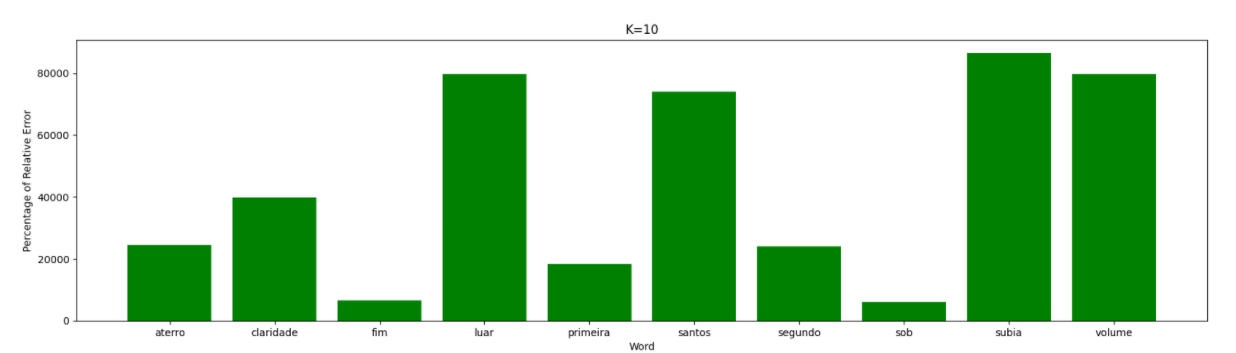 K=10
Percentage of Relative Error
80000
60000
40000
20000
0
aterro claridade fim luar primeira santos segundo sob subia volume
Word